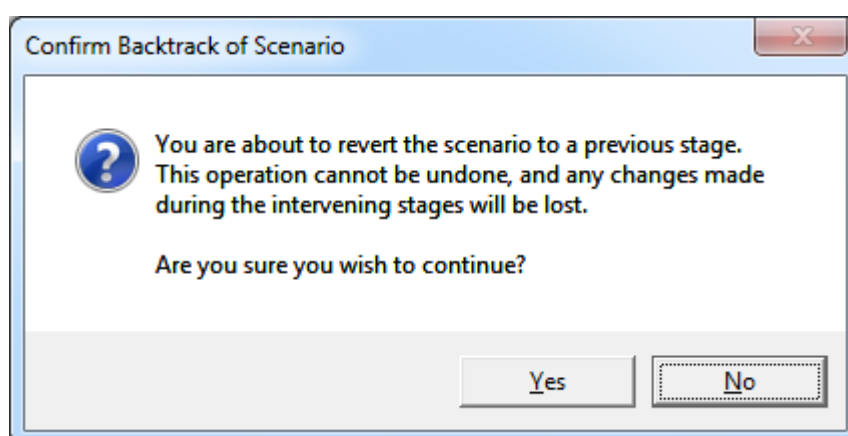 Confirm Backtrack of Scenario
You are about to revert the scenario to a previous stage.
This operation cannot be undone, and any changes made
during the intervening stages will be lost.
Are you sure you wish to continue?
Yes
No